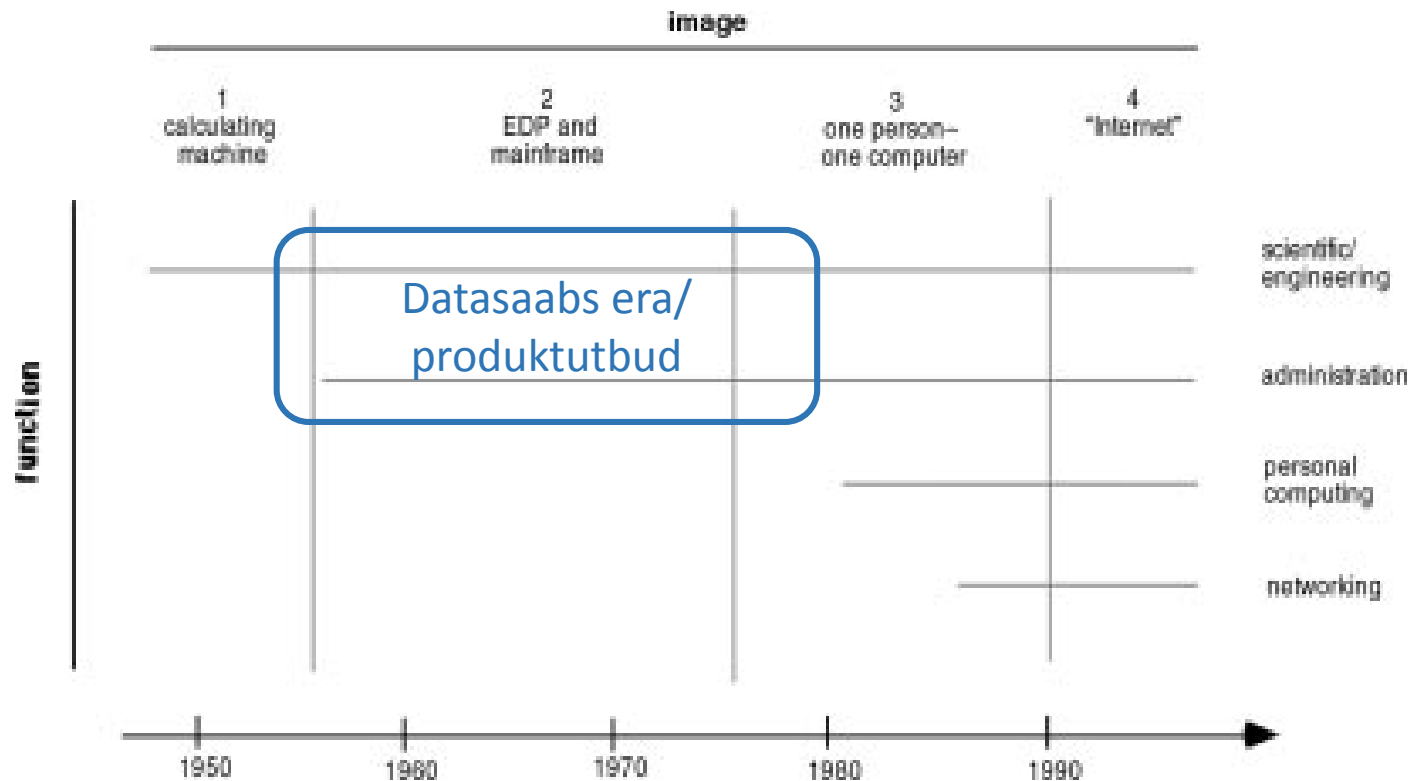 image
1
calculating
machine
2
EDP and
mainframe
3
one person–
one computer
4
"Internet"
Datasaabs era/
produktutbud
scientific/
engineering
administration
personal
computing
networking
function
1950
1960
1970
1980
1990